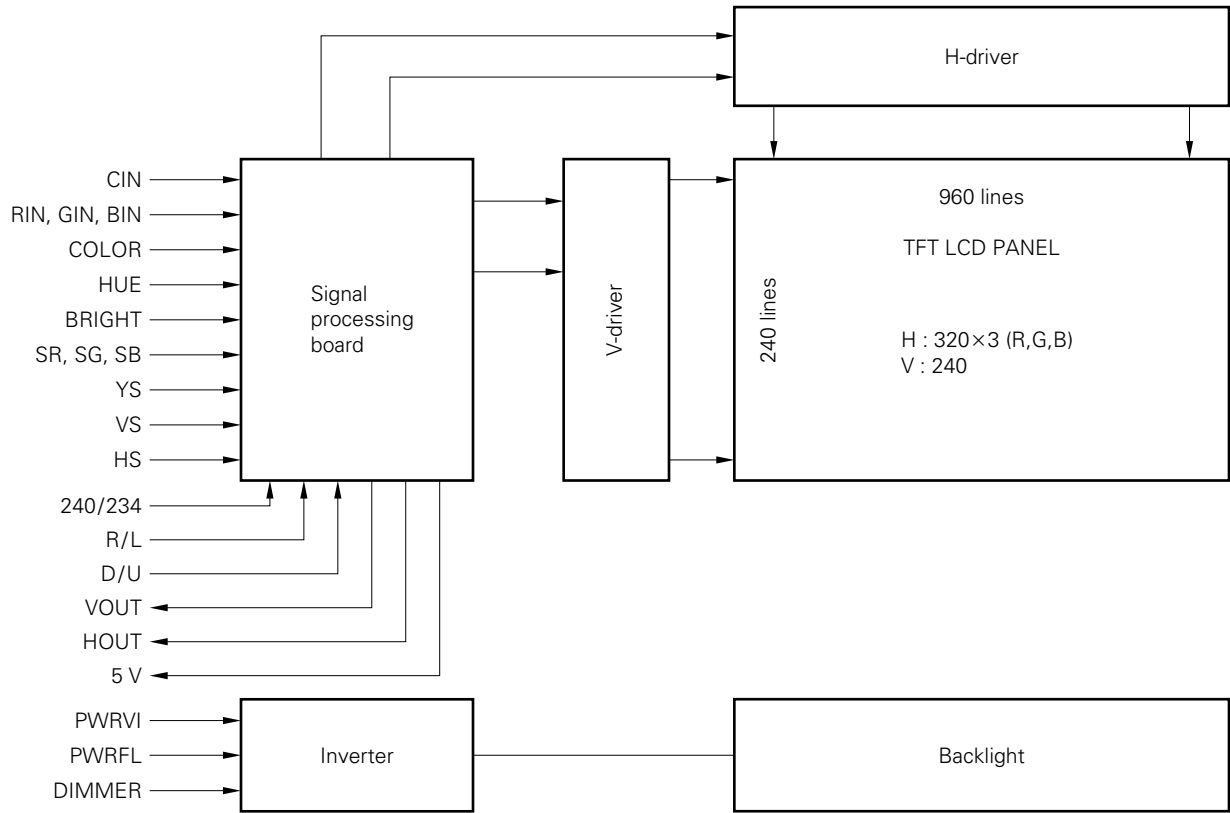 H-driver
CIN
RIN, GIN, BIN
COLOR
HUE
BRIGHT
SR, SG, SB
YS
VS
HS
Signal
processing
board
V-driver
960 lines
TFT LCD PANEL
240 lines
H : 320×3 (R,G,B)
V : 240
240/234
R/L
D/U
VOUT
HOUT
5 V
PWRVI
PWRFL
DIMMER
Inverter
Backlight